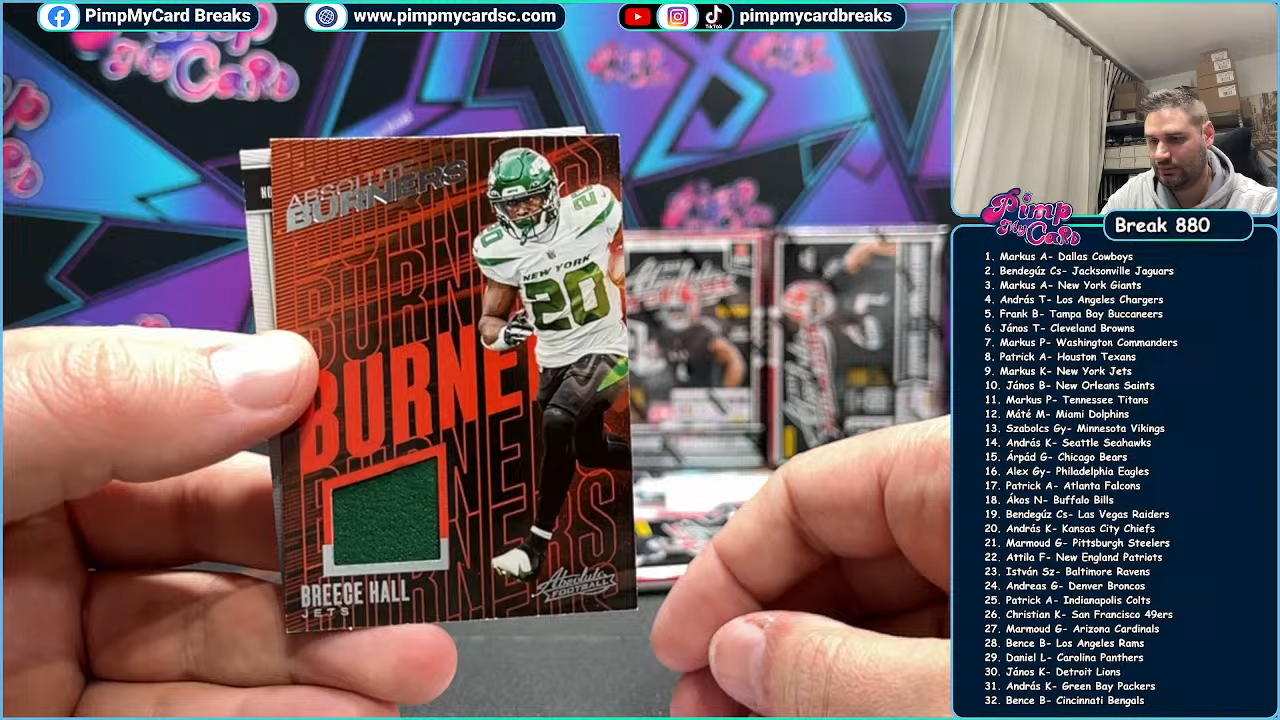 PimpMyCard Breaks
www.pimpmycardsc.com
TikTok
pimpmycardbreaks
Pimp
My Card
Break 880
1. Markus A- Dallas Cowboys
2. Bendegúz Cs- Jacksonville Jaguars
3. Markus A- New York Giants
4. András T- Los Angeles Chargers
5. Frank B- Tampa Bay Buccaneers
6. János T- Cleveland Browns
7. Markus P- Washington Commanders
8. Patrick A- Houston Texans
9. Markus K- New York Jets
10. János B- New Orleans Saints
11. Markus P- Tennessee Titans
12. Máté M- Miami Dolphins
13. Szabolcs Gy- Minnesota Vikings
14. András K- Seattle Seahawks
15. Árpád G- Chicago Bears
16. Alex Gy- Philadelphia Eagles
17. Patrick A- Atlanta Falcons
18. Ákos N- Buffalo Bills
19. Bendegúz Cs- Las Vegas Raiders
20. András K- Kansas City Chiefs
21. Marmoud G- Pittsburgh Steelers
22. Attila F- New England Patriots
23. István Sz- Baltimore Ravens
24. Andreas G- Denver Broncos
25. Patrick A- Indianapolis Colts
26. Christian K- San Francisco 49ers
27. Marmoud G- Arizona Cardinals
28. Bence B- Los Angeles Rams
29. Daniel L- Carolina Panthers
30. János K- Detroit Lions
31. András K- Green Bay Packers
32. Bence B- Cincinnati Bengals
ABSOLUTE
BURNERS
20
NEW YORK
20
BURNE
BURNERS
BREECE HALL
JETS
Absolute
FOOTBALL